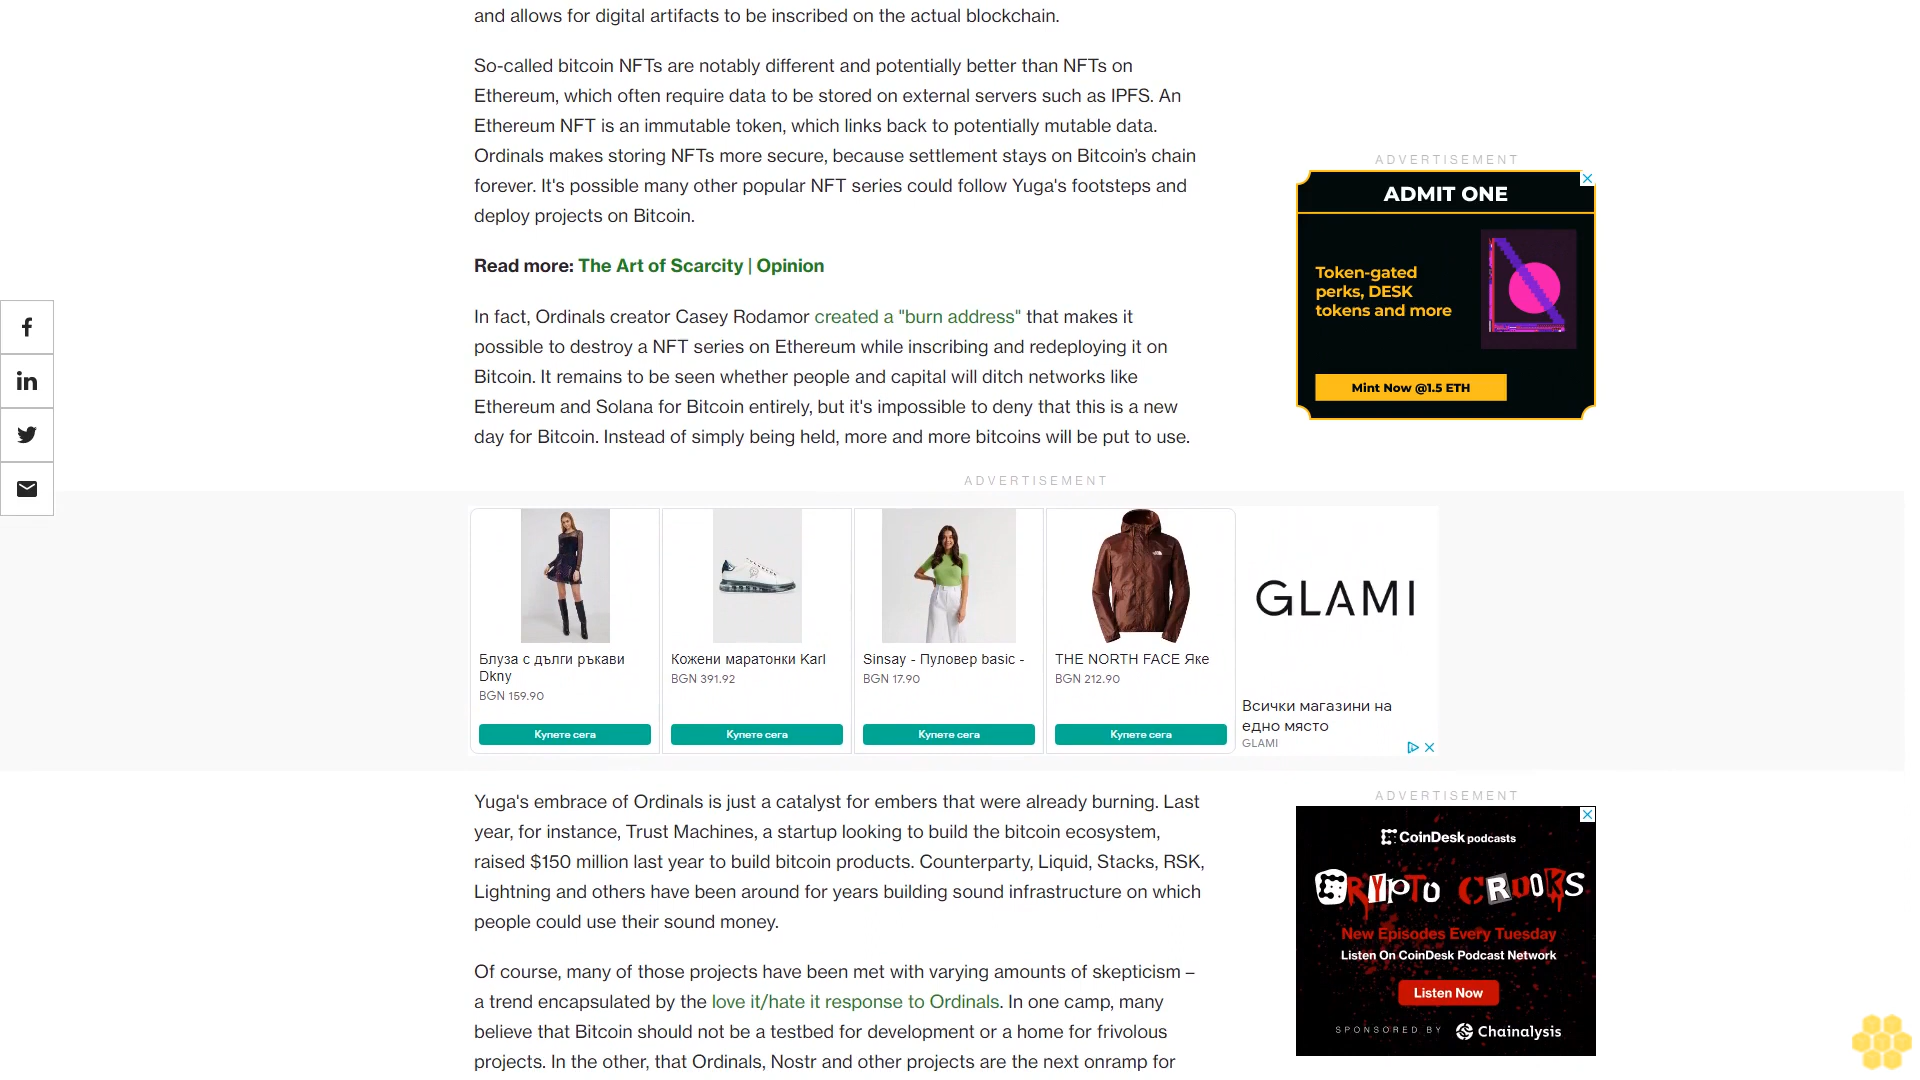 and allows for digital artifacts to be inscribed on the actual blockchain.
So-called bitcoin NFTs are notably different and potentially better than NFTs on
Ethereum, which often require data to be stored on external servers such as IPFS. An
Ethereum NFT is an immutable token, which links back to potentially mutable data.
Ordinals makes storing NFTs more secure, because settlement stays on Bitcoin’s chain
forever. It's possible many other popular NFT series could follow Yuga's footsteps and
deploy projects on Bitcoin.
Read more: The Art of Scarcity | Opinion
In fact, Ordinals creator Casey Rodamor created a "burn address" that makes it
possible to destroy a NFT series on Ethereum while inscribing and redeploying it on
Bitcoin. It remains to be seen whether people and capital will ditch networks like
Ethereum and Solana for Bitcoin entirely, but it's impossible to deny that this is a new
day for Bitcoin. Instead of simply being held, more and more bitcoins will be put to use.
ADVERTISEMENT
ADMIT ONE
Token-gated
perks, DESK
tokens and more
Mint Now @1.5 ETH
ADVERTISEMENT
Блуза с дълги ръкави
Dkny
BGN 159.90
Купете сега
Кожени маратонки Karl
BGN 391.92
Купете сега
Sinsay - Пуловер basic -
BGN 17.90
Купете сега
THE NORTH FACE Яке
BGN 212.90
Купете сега
GLAMI
Всички магазини на
едно място
GLAMI
Yuga's embrace of Ordinals is just a catalyst for embers that were already burning. Last
year, for instance, Trust Machines, a startup looking to build the bitcoin ecosystem,
raised $150 million last year to build bitcoin products. Counterparty, Liquid, Stacks, RSK,
Lightning and others have been around for years building sound infrastructure on which
people could use their sound money.
Of course, many of those projects have been met with varying amounts of skepticism –
a trend encapsulated by the love it/hate it response to Ordinals. In one camp, many
believe that Bitcoin should not be a testbed for development or a home for frivolous
projects. In the other, that Ordinals, Nostr and other projects are the next onramp for
ADVERTISEMENT
CoinDesk podcasts
CRYPTO CROOKS
New Episodes Every Tuesday
Listen On CoinDesk Podcast Network
Listen Now
SPONSORED BY Chainalysis